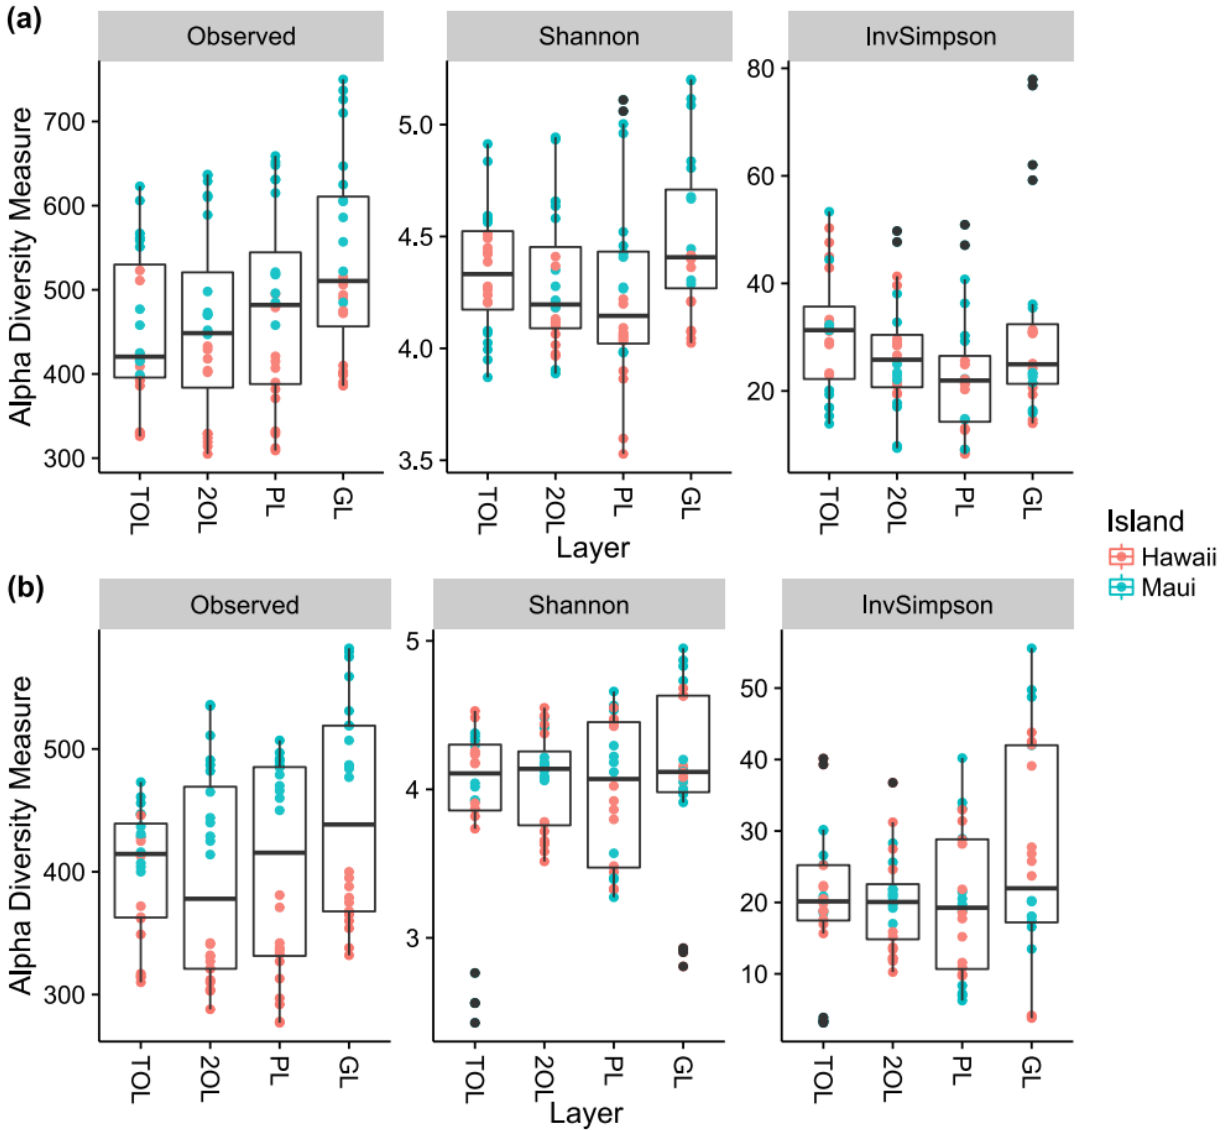 (a)
Observed
Shannon
InvSimpson
Alpha Diversity Measure
700
600
500
400
300
5.0
4.5
4.0
3.5
80
60
40
20
TOL
2OL
PL
GL
TOL
2OL
PL
GL
TOL
2OL
PL
GL
Layer
Island
Hawaii
Maui
(b)
Observed
Shannon
InvSimpson
Alpha Diversity Measure
500
400
300
5
4
3
50
40
30
20
10
TOL
2OL
PL
GL
TOL
2OL
PL
GL
TOL
2OL
PL
GL
Layer